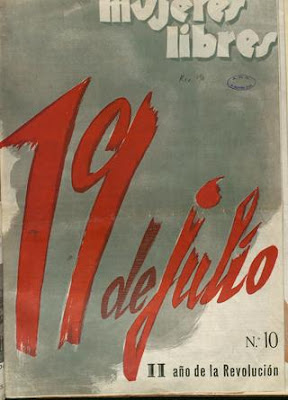 mujeres
libres
19
de julio
N.º 10
II año de la Revolución